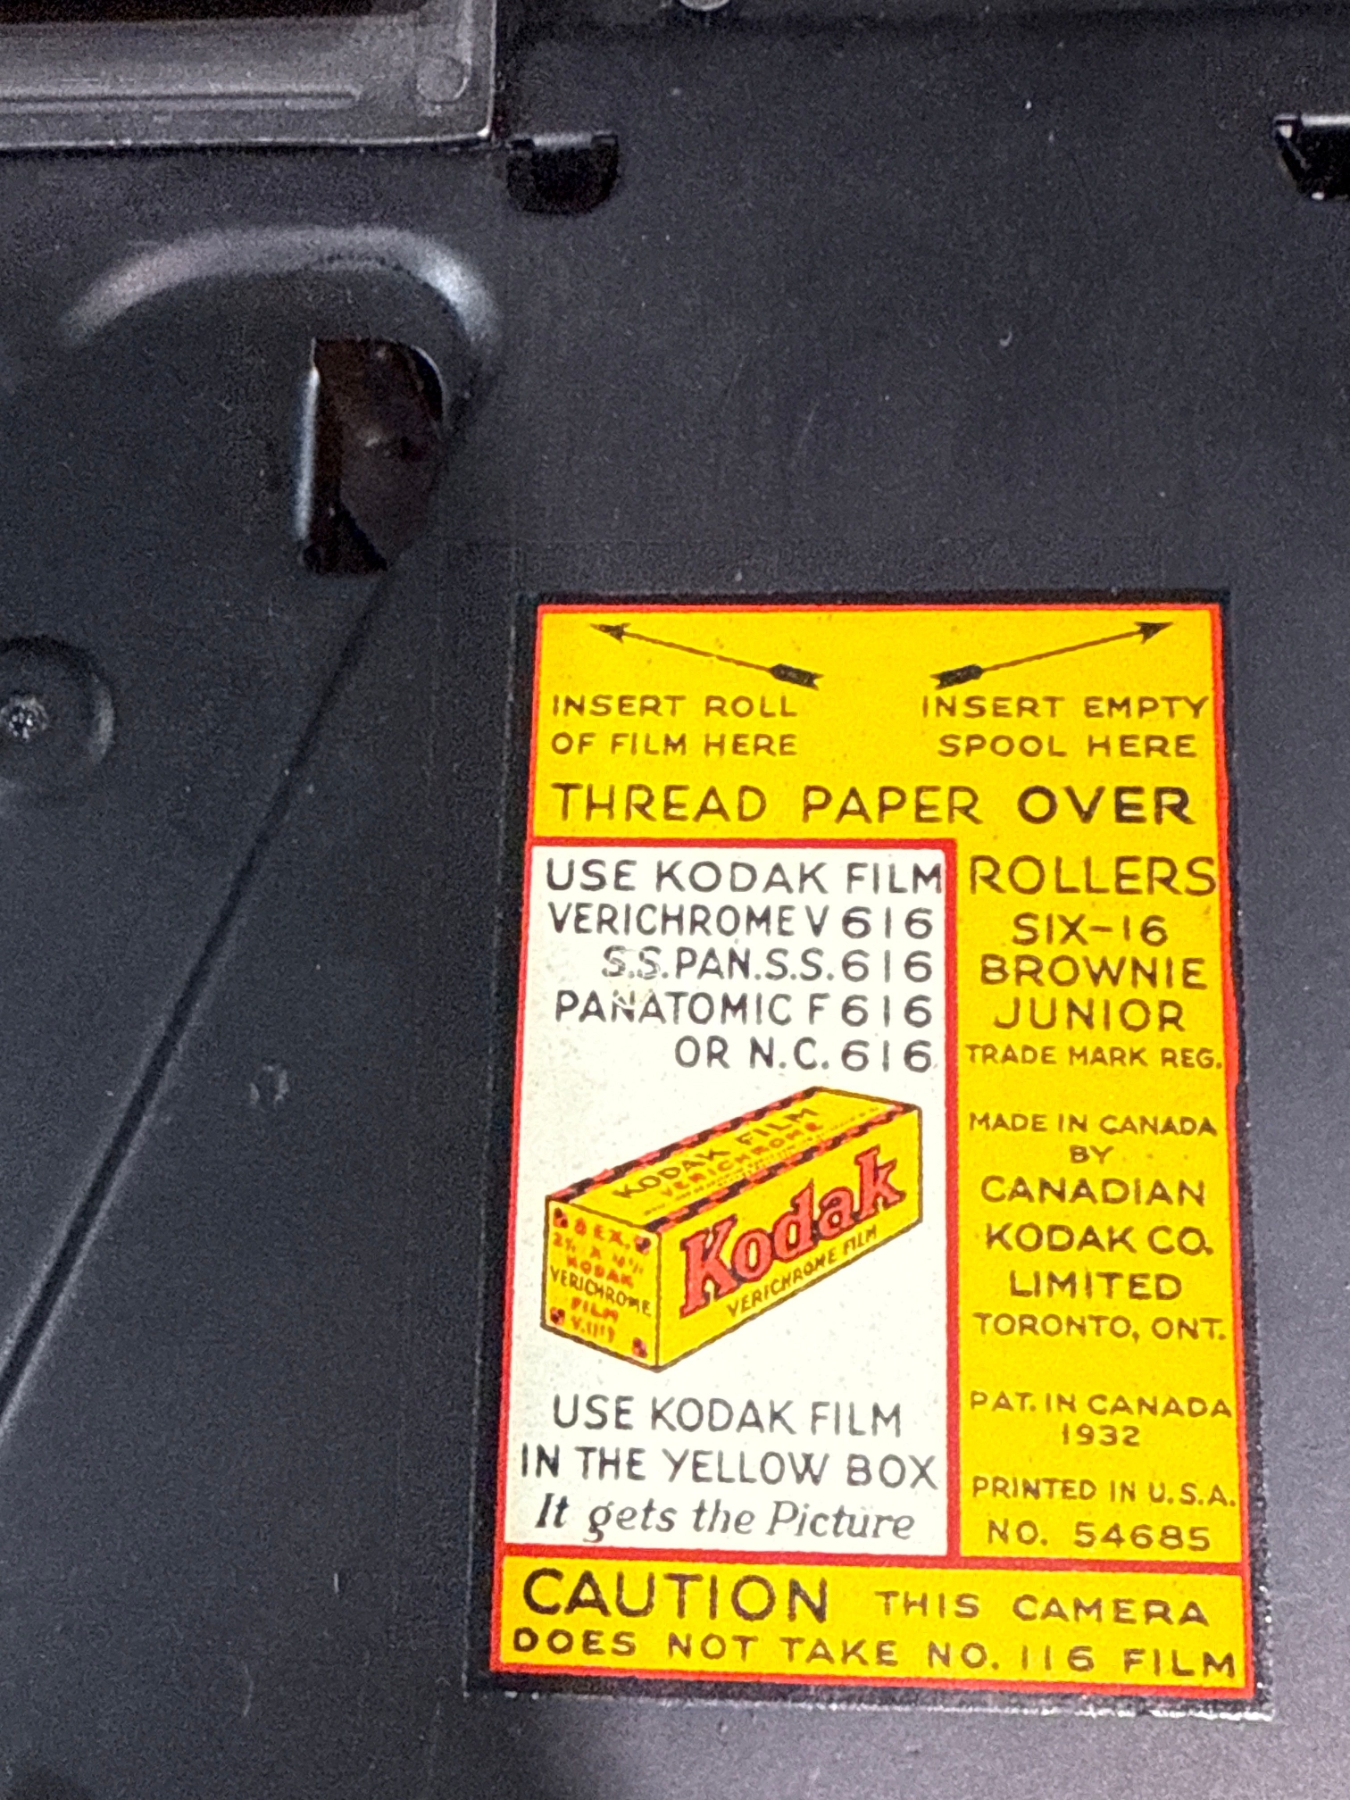 INSERT ROLL
OF FILM HERE
INSERT EMPTY
SPOOL HERE
THREAD PAPER OVER
ROLLERS
SIX-16
BROWNIE
JUNIOR
TRADE MARK REG.
MADE IN CANADA
BY
CANADIAN
KODAK CO.
LIMITED
TORONTO, ONT.
PAT. IN CANADA
1932
PRINTED IN U.S.A.
NO. 54685
USE KODAK FILM
VERICHROME V 616
S.S.PAN.S.S.616
PANATOMIC F 616
OR N.C.616
KODAK FILM
VERICHROME
Kodak
VERICHROME FILM
KODAK
VERICHROME
FILM
USE KODAK FILM
IN THE YELLOW BOX
It gets the Picture
CAUTION THIS CAMERA
DOES NOT TAKE NO. 116 FILM